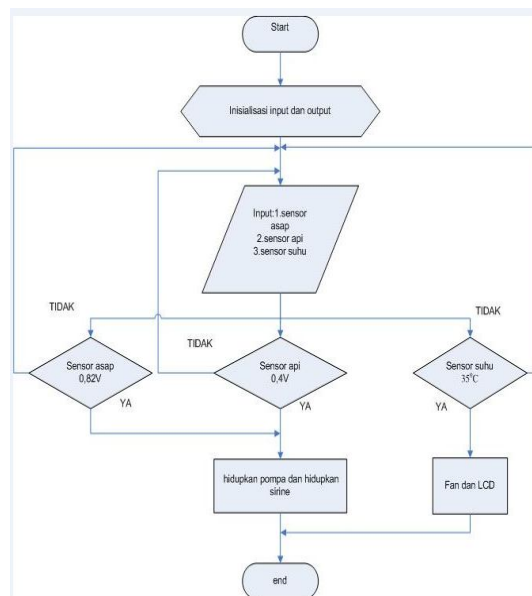 Start
Inisialisasi input dan output
Input:1.sensor
asap
2.sensor api
3.sensor suhu
TIDAK
TIDAK
TIDAK
Sensor asap
0,82V
Sensor api
0,4V
Sensor suhu
35⁰C
YA
YA
YA
hidupkan pompa dan hidupkan
sirine
Fan dan LCD
end